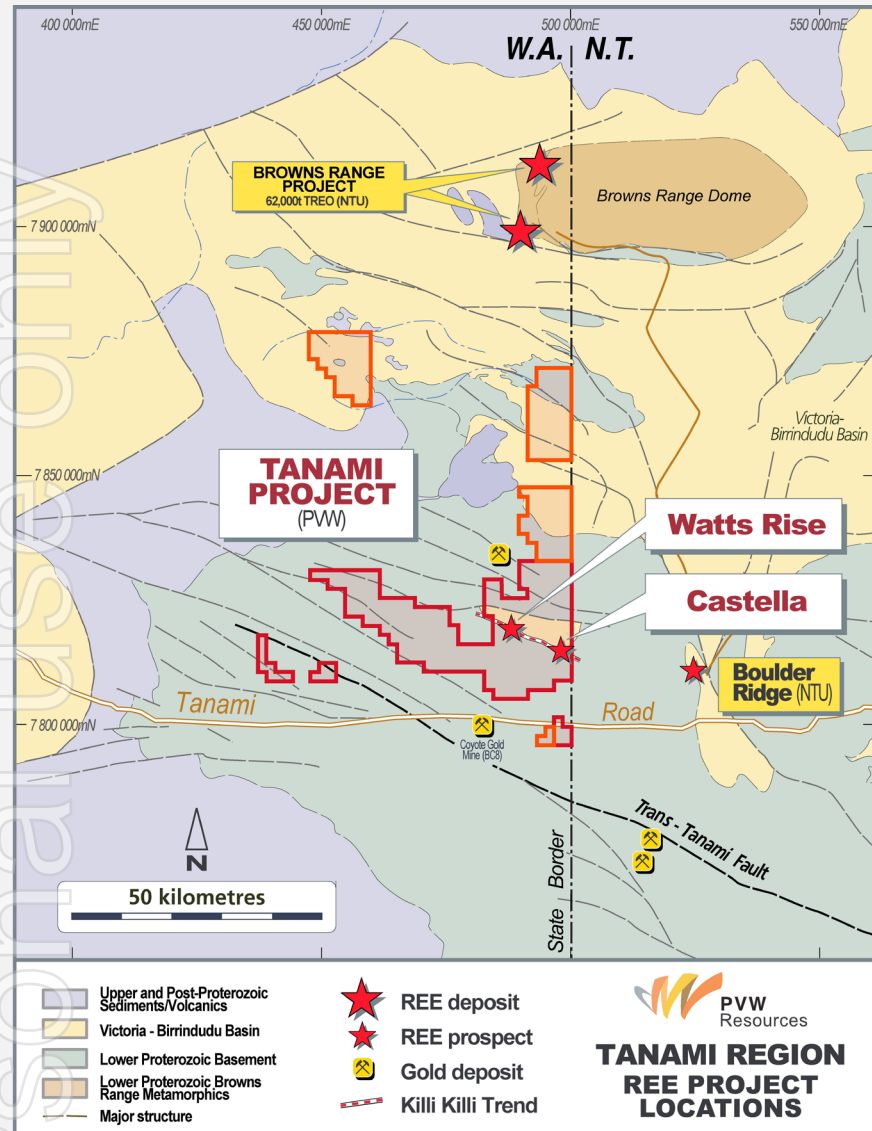 400 000mE
450 000mE
500 000mE
550 000mE
W.A.
N.T.
BROWNS RANGE
PROJECT
62,000t TREO (NTU)
Browns Range Dome
7 900 000mN
Victoria-
Birrindudu Basin
7 850 000mN
TANAMI
PROJECT
(PVW)
Watts Rise
Castella
Boulder
Ridge (NTU)
Tanami
Road
7 800 000mN
Coyote Gold
Mine (BC8)
Trans - Tanami Fault
State Border
N
50 kilometres
Upper and Post-Proterozoic
Sediments/Volcanics
Victoria - Birrindudu Basin
Lower Proterozoic Basement
Lower Proterozoic Browns
Range Metamorphics
Major structure
REE deposit
REE prospect
Gold deposit
Killi Killi Trend
PVW
Resources
TANAMI REGION
REE PROJECT
LOCATIONS
sonal use only